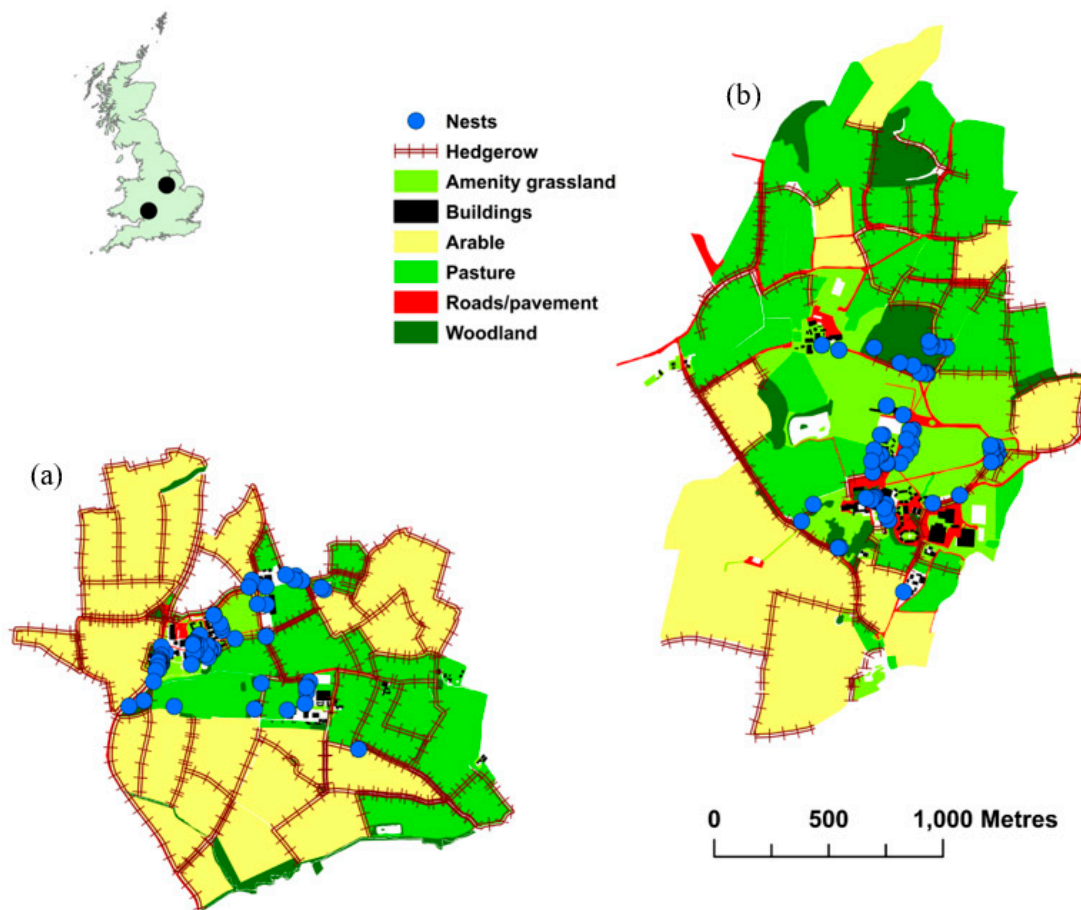 (b)
Nests
Hedgerow
Amenity grassland
Buildings
Arable
Pasture
Roads/pavement
Woodland
(a)
0 500 1,000 Metres